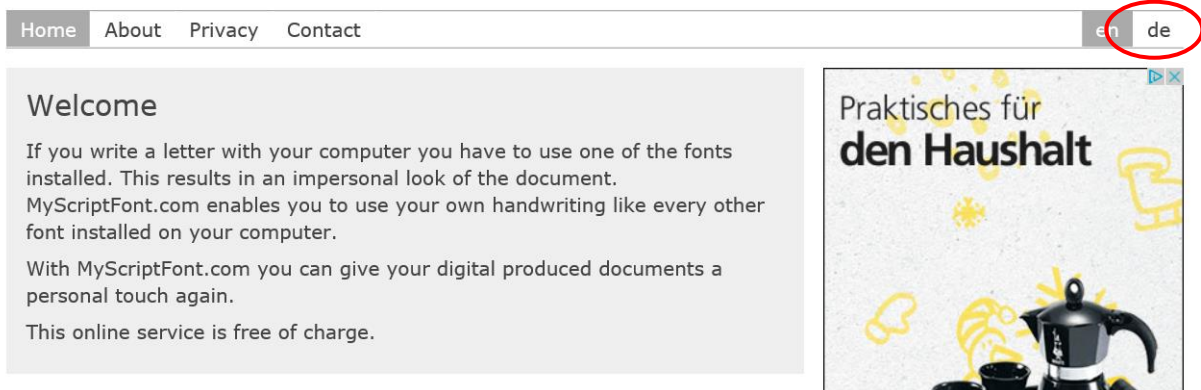 Home About Privacy Contact en de
Welcome
If you write a letter with your computer you have to use one of the fonts
installed. This results in an impersonal look of the document.
MyScriptFont.com enables you to use your own handwriting like every other
font installed on your computer.
With MyScriptFont.com you can give your digital produced documents a
personal touch again.
This online service is free of charge.
Praktisches für
den Haushalt